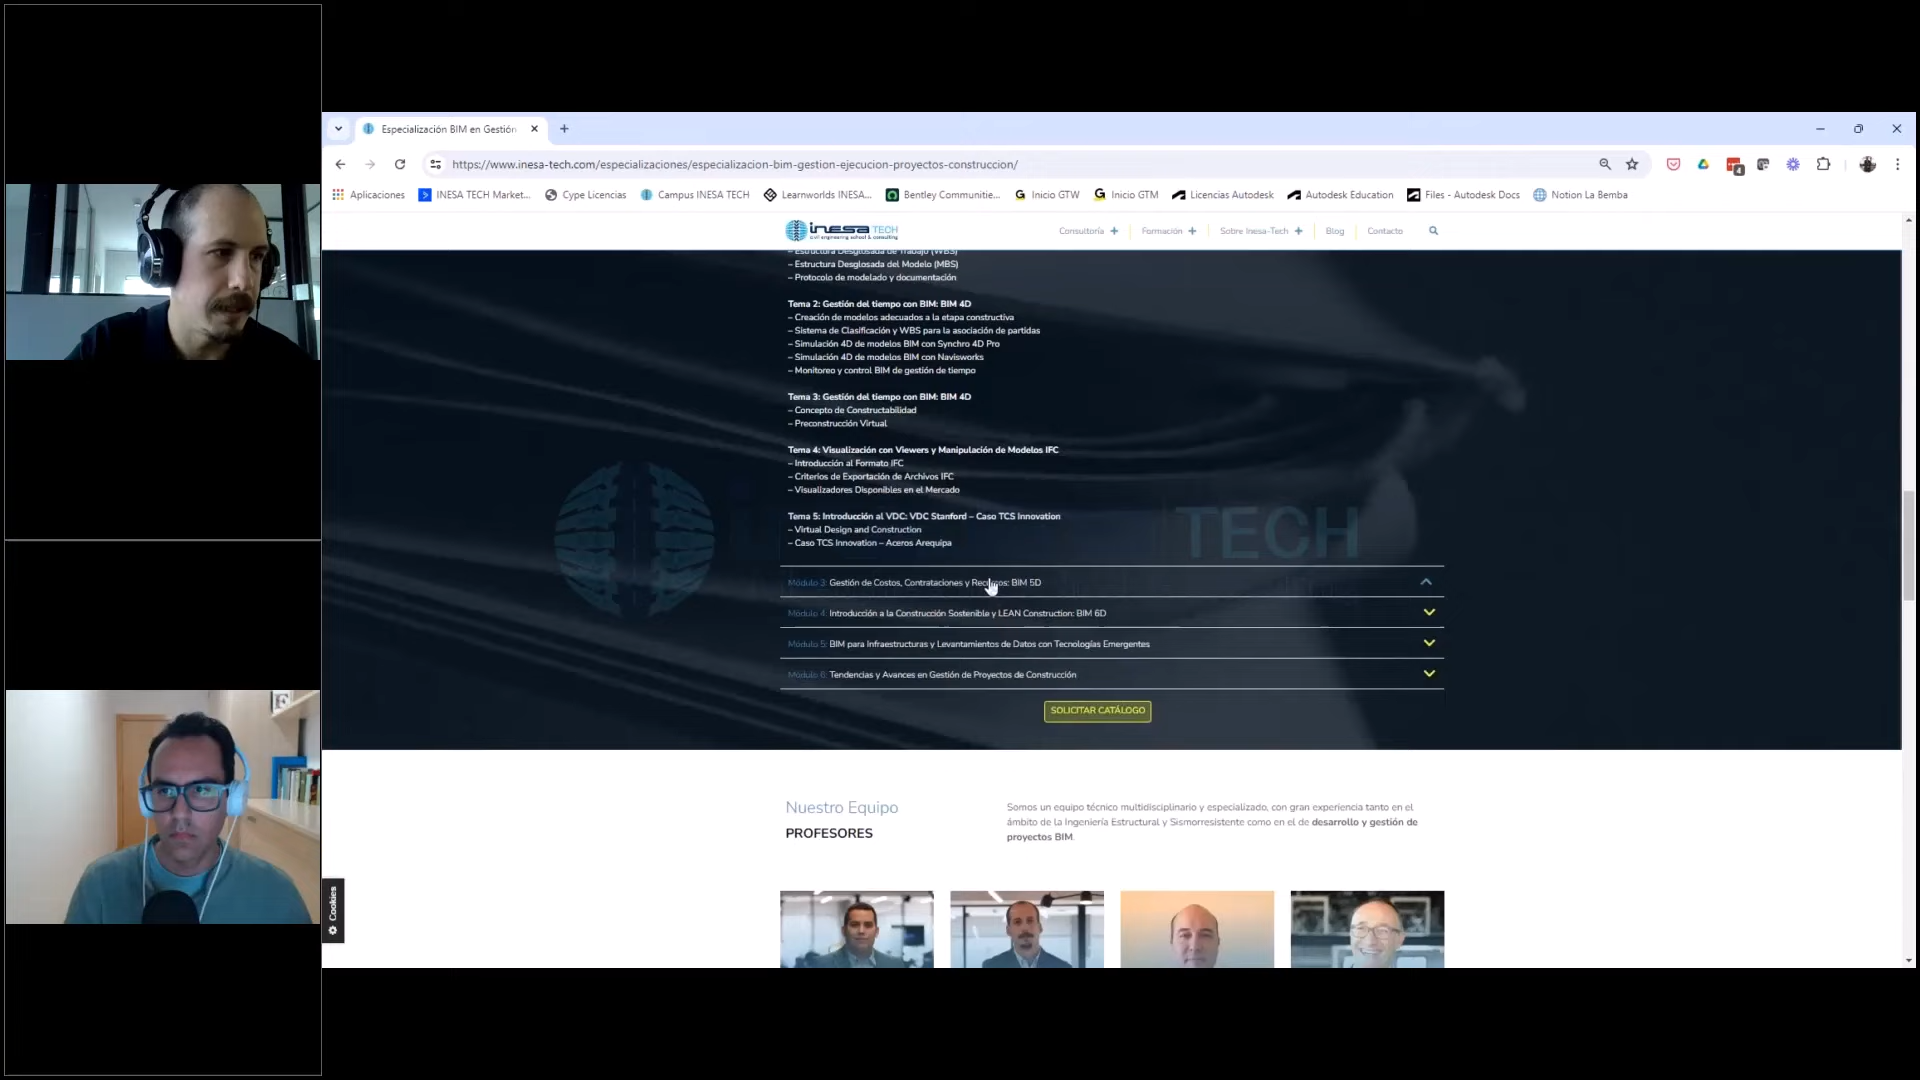 Especialización BIM en Gestión
https://www.inesa-tech.com/especializaciones/especializacion-bim-gestion-ejecucion-proyectos-construccion/
Aplicaciones
INESA TECH Market...
Cype Licencias
Campus INESA TECH
Learnworlds INESA...
Bentley Communitie...
Inicio GTW
Inicio GTM
Licencias Autodesk
Autodesk Education
Files - Autodesk Docs
Notion La Bemba
inesa TECH
civil engineering school & consulting
Consultoría
Formación
Sobre Inesa-Tech
Blog
Contacto
– Estructura Desglosada de Trabajo (WBS)
– Estructura Desglosada del Modelo (MBS)
– Protocolo de modelado y documentación
Tema 2: Gestión del tiempo con BIM: BIM 4D
– Creación de modelos adecuados a la etapa constructiva
– Sistema de Clasificación y WBS para la asociación de partidas
– Simulación 4D de modelos BIM con Synchro 4D Pro
– Simulación 4D de modelos BIM con Navisworks
– Monitoreo y control BIM de gestión de tiempo
Tema 3: Gestión del tiempo con BIM: BIM 4D
– Concepto de Constructabilidad
– Preconstrucción Virtual
Tema 4: Visualización con Viewers y Manipulación de Modelos IFC
– Introducción al Formato IFC
– Criterios de Exportación de Archivos IFC
– Visualizadores Disponibles en el Mercado
Tema 5: Introducción al VDC: VDC Stanford – Caso TCS Innovation
– Virtual Design and Construction
– Caso TCS Innovation – Aceros Arequipa
TECH
Módulo 3: Gestión de Costos, Contrataciones y Recursos: BIM 5D
Módulo 4: Introducción a la Construcción Sostenible y LEAN Construction: BIM 6D
Módulo 5: BIM para Infraestructuras y Levantamientos de Datos con Tecnologías Emergentes
Módulo 6: Tendencias y Avances en Gestión de Proyectos de Construcción
SOLICITAR CATÁLOGO
Nuestro Equipo
PROFESORES
Somos un equipo técnico multidisciplinario y especializado, con gran experiencia tanto en el
ámbito de la Ingeniería Estructural y Sismorresistente como en el de desarrollo y gestión de
proyectos BIM.
Cookies